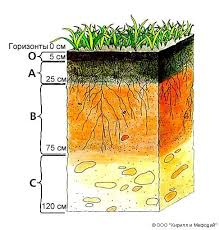 Горизонты 0 см
О
5 см
А
25 см
В
75 см
С
120 см
© ООО "Кирилл и Мефодий"